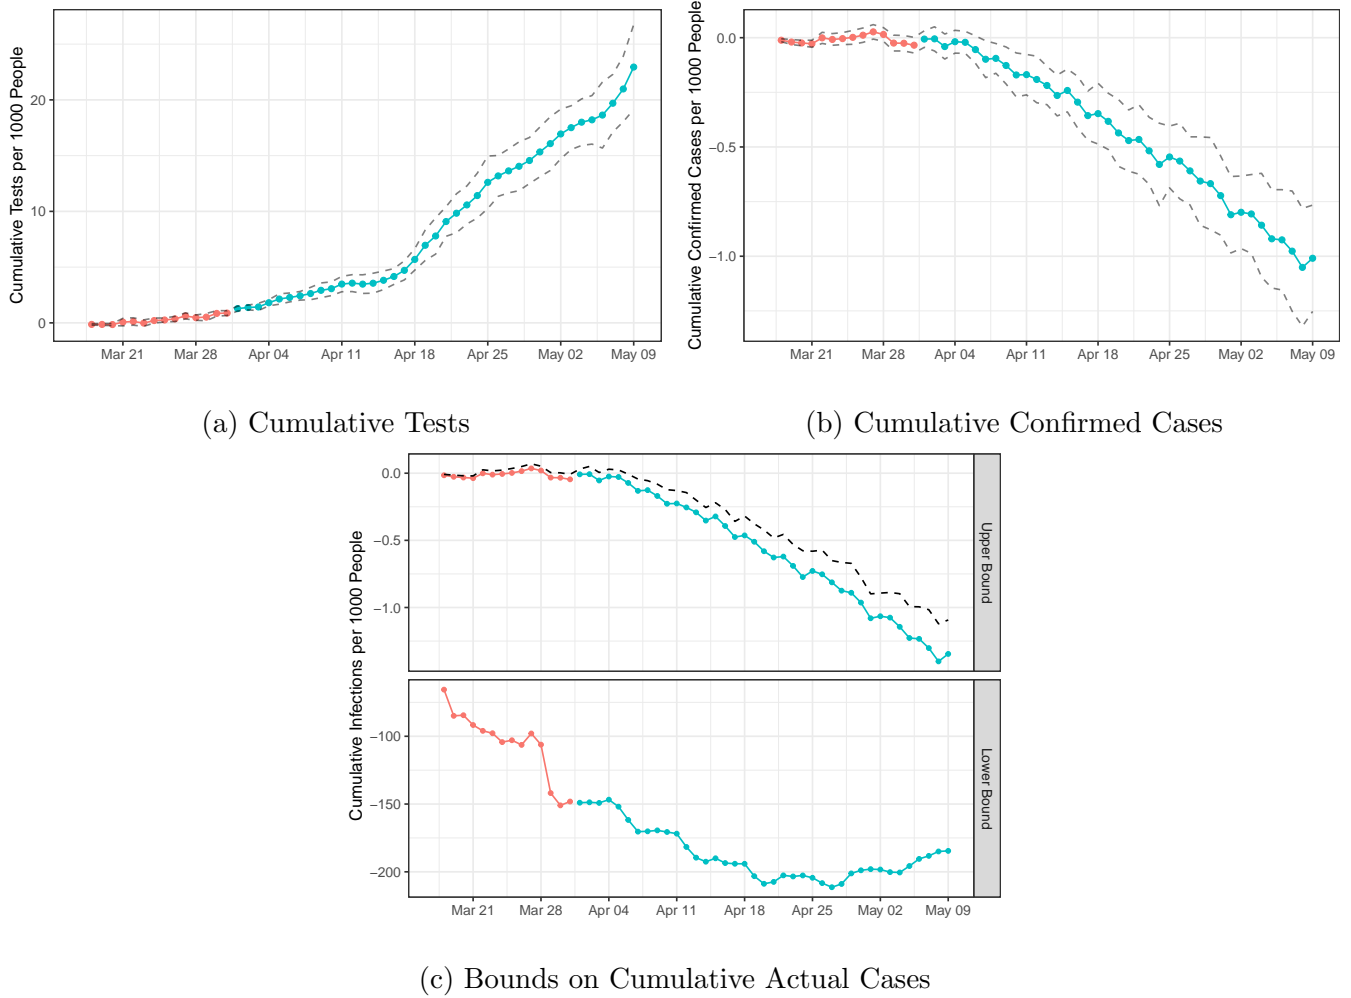 Cumulative Tests per 1000 People
20
10
0
Mar 21 Mar 28 Apr 04 Apr 11 Apr 18 Apr 25 May 02 May 09
(a) Cumulative Tests
Cumulative Confirmed Cases per 1000 People
0.0
−0.5
−1.0
Mar 21 Mar 28 Apr 04 Apr 11 Apr 18 Apr 25 May 02 May 09
(b) Cumulative Confirmed Cases
Cumulative Infections per 1000 People
0.0
−0.5
−1.0
Upper Bound
−100
−150
−200
Lower Bound
Mar 21 Mar 28 Apr 04 Apr 11 Apr 18 Apr 25 May 02 May 09
(c) Bounds on Cumulative Actual Cases